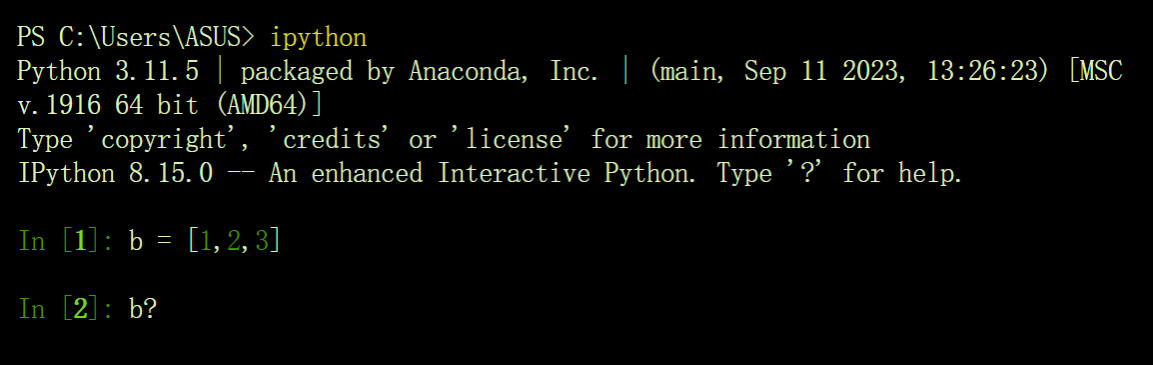 PS C:\Users\ASUS> ipython
Python 3.11.5 | packaged by Anaconda, Inc. | (main, Sep 11 2023, 13:26:23) [MSC
v.1916 64 bit (AMD64)]
Type 'copyright', 'credits' or 'license' for more information
IPython 8.15.0 -- An enhanced Interactive Python. Type '?' for help.
In [1]: b = [1,2,3]
In [2]: b?